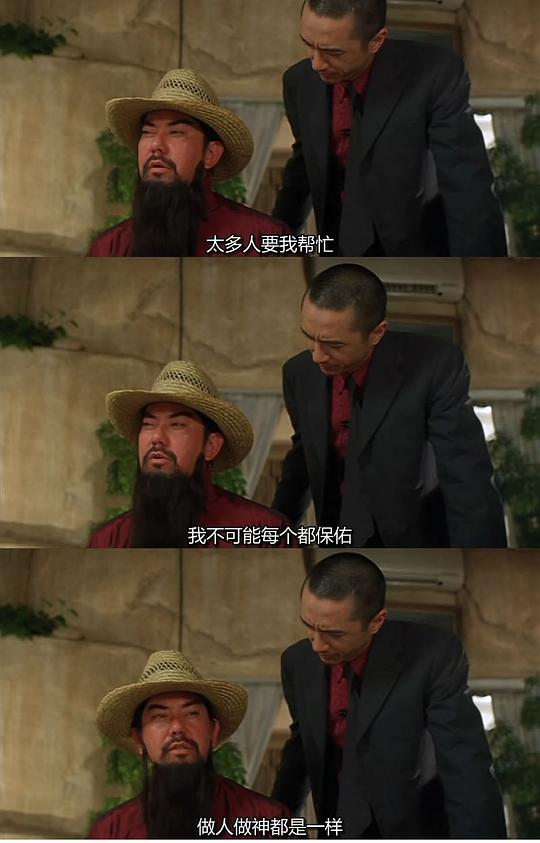 太多人要我帮忙
我不可能每个都保佑
做人做神都是一样